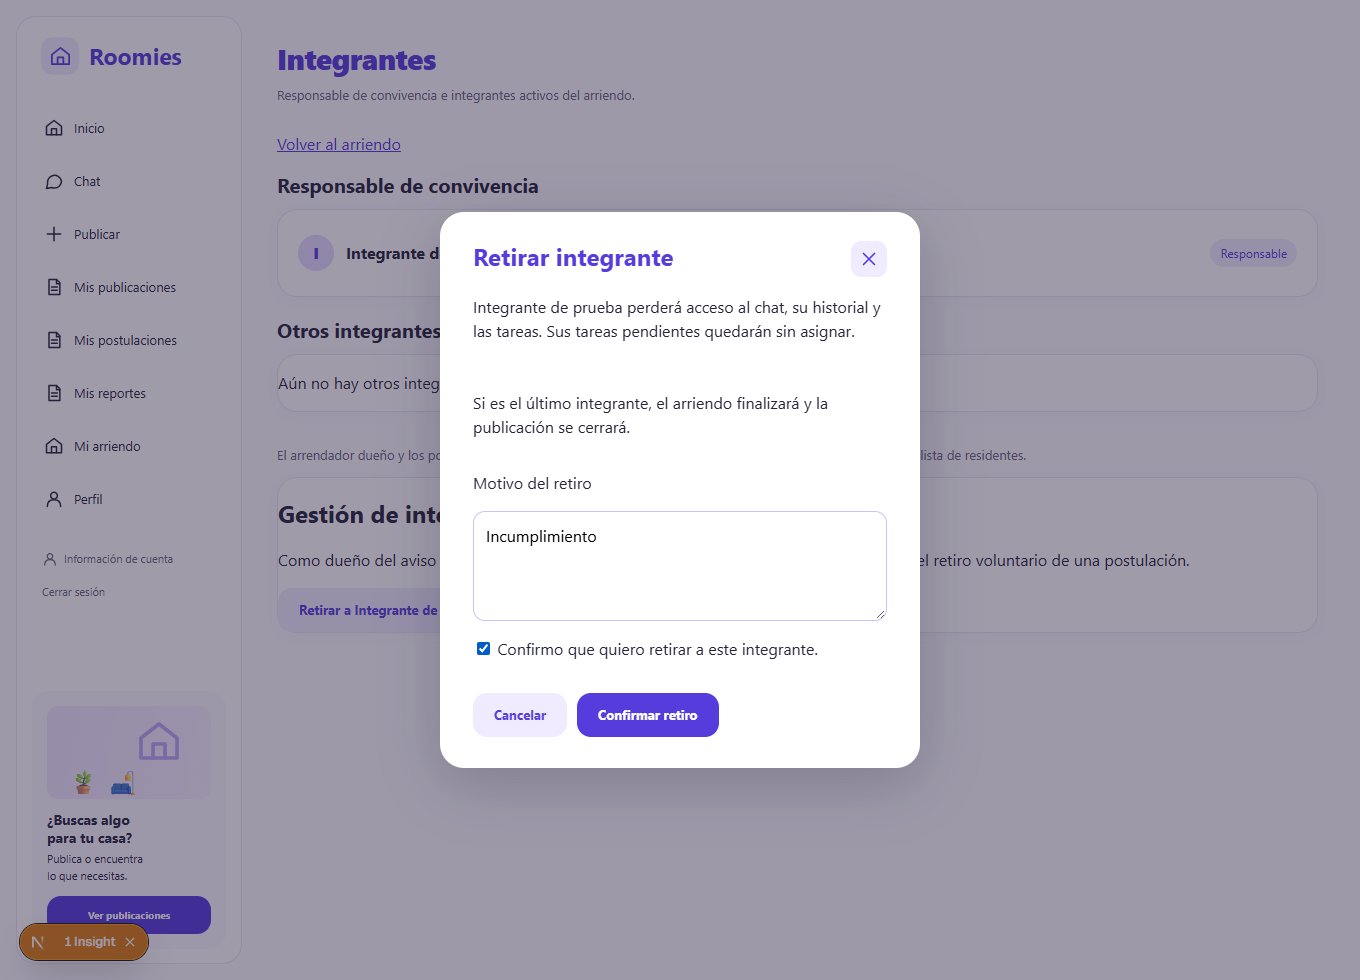 Roomies
Inicio
Chat
Publicar
Mis publicaciones
Mis postulaciones
Mis reportes
Mi arriendo
Perfil
Información de cuenta
Cerrar sesión
¿Buscas algo
para tu casa?
Publica o encuentra
lo que necesitas.
Ver publicaciones
N 1 Insight
Integrantes
Responsable de convivencia e integrantes activos del arriendo.
Volver al arriendo
Responsable de convivencia
I Integrante d
Responsable
Otros integrantes
Aún no hay otros integ
El arrendador dueño y los po
lista de residentes.
Gestión de inte
Como dueño del aviso
el retiro voluntario de una postulación.
Retirar a Integrante de
Retirar integrante
Integrante de prueba perderá acceso al chat, su historial y
las tareas. Sus tareas pendientes quedarán sin asignar.
Si es el último integrante, el arriendo finalizará y la
publicación se cerrará.
Motivo del retiro
Incumplimiento
Confirmo que quiero retirar a este integrante.
Cancelar
Confirmar retiro